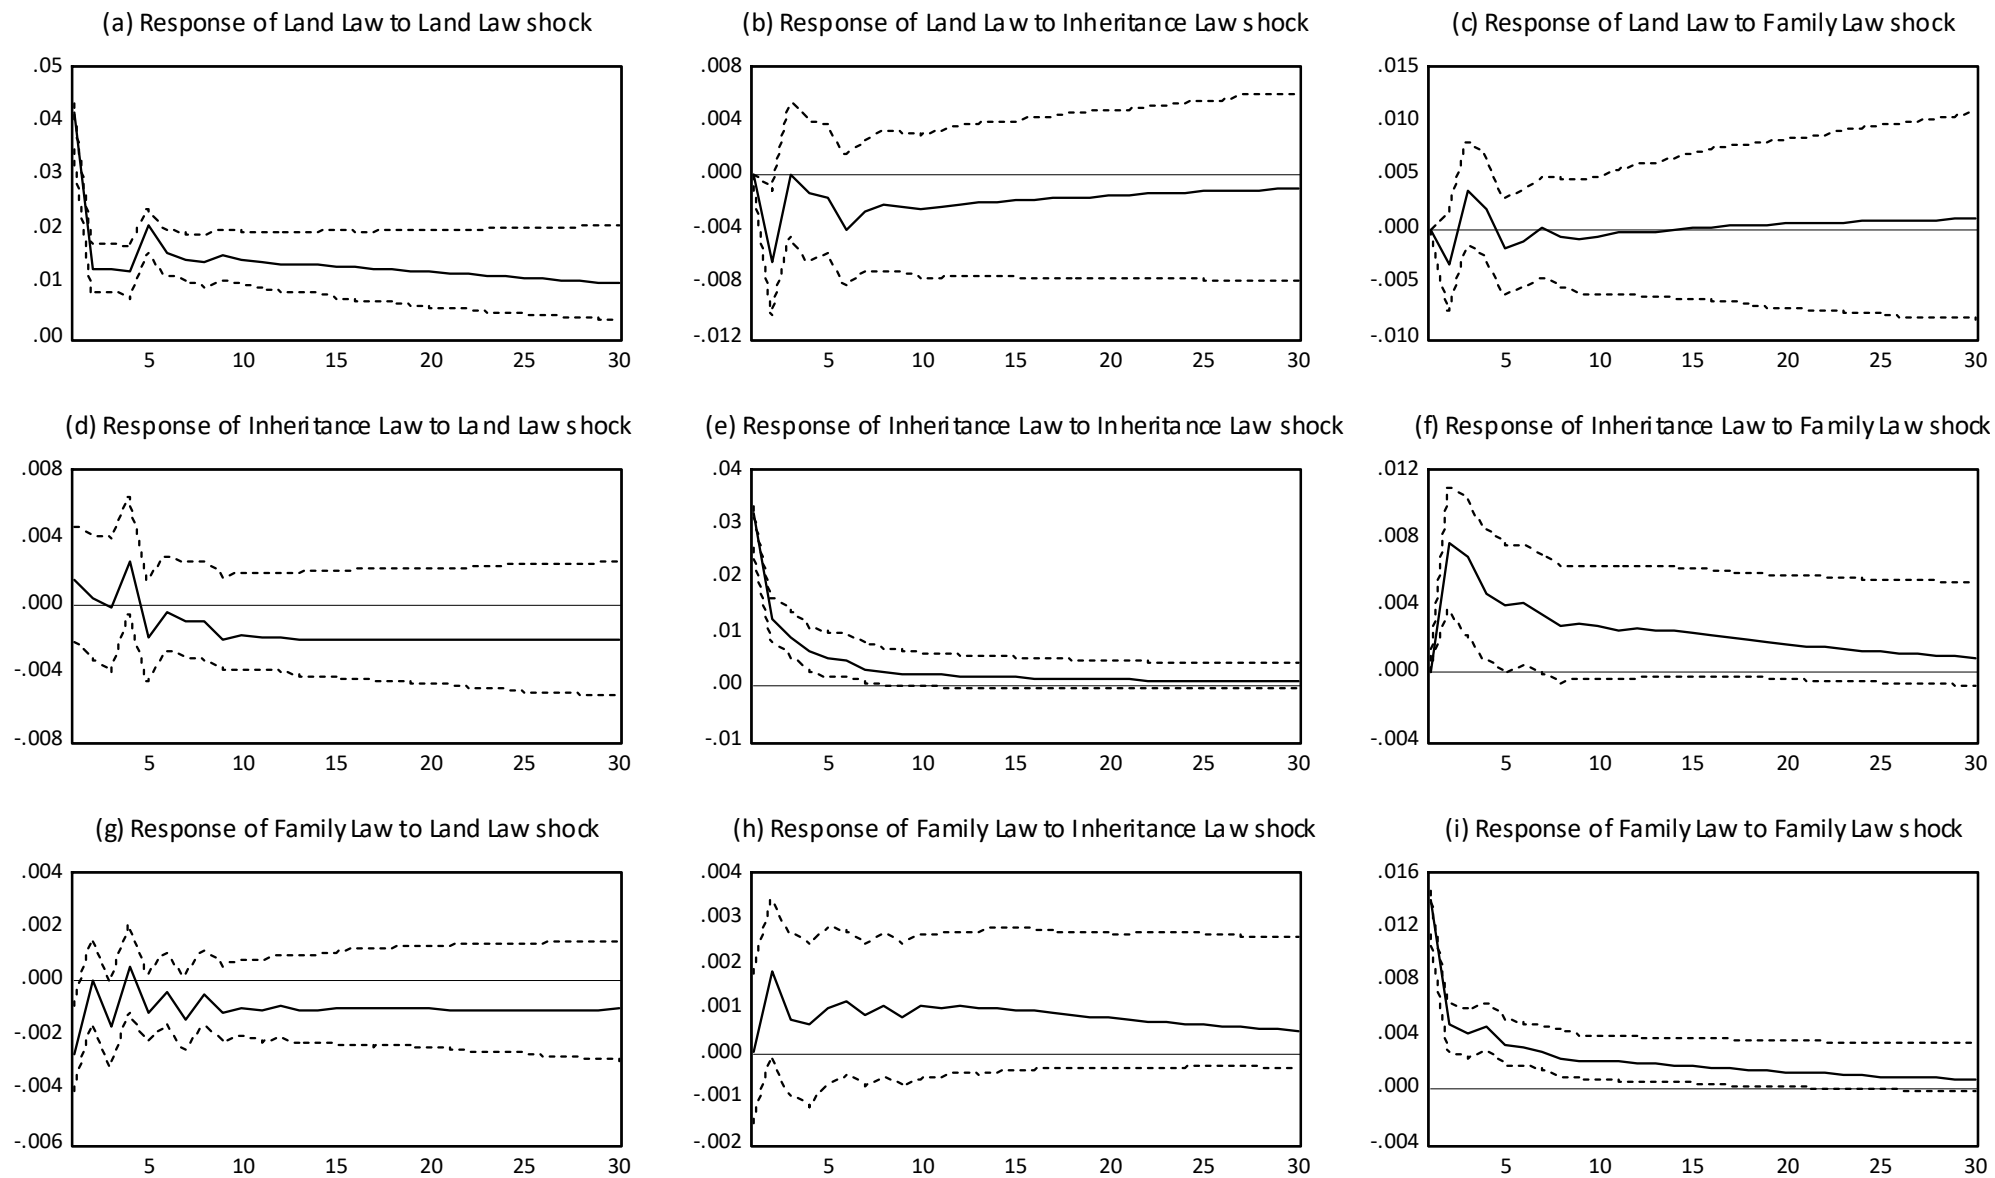 (a) Response of Land Law to Land Law shock
.05
.04
.03
.02
.01
.00
5 10 15 20 25 30
(b) Response of Land Law to Inheritance Law shock
.008
.004
.000
-.004
-.008
-.012
5 10 15 20 25 30
(c) Response of Land Law to Family Law shock
.015
.010
.005
.000
-.005
-.010
5 10 15 20 25 30
(d) Response of Inheritance Law to Land Law shock
.008
.004
.000
-.004
-.008
5 10 15 20 25 30
(e) Response of Inheritance Law to Inheritance Law shock
.04
.03
.02
.01
.00
-.01
5 10 15 20 25 30
(f) Response of Inheritance Law to Family Law shock
.012
.008
.004
.000
-.004
5 10 15 20 25 30
(g) Response of Family Law to Land Law shock
.004
.002
.000
-.002
-.004
-.006
5 10 15 20 25 30
(h) Response of Family Law to Inheritance Law shock
.004
.003
.002
.001
.000
-.001
-.002
5 10 15 20 25 30
(i) Response of Family Law to Family Law shock
.016
.012
.008
.004
.000
-.004
5 10 15 20 25 30